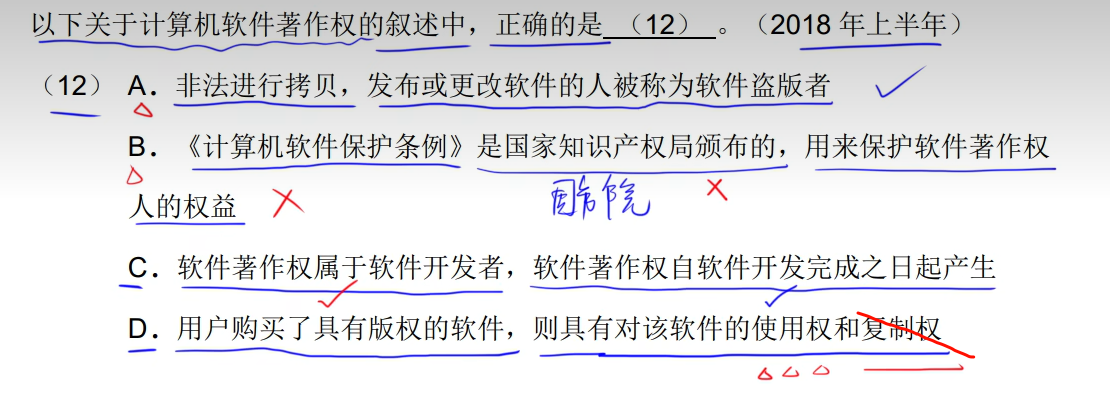 以下关于计算机软件著作权的叙述中，正确的是（12）。（2018 年上半年）
（12） A．非法进行拷贝，发布或更改软件的人被称为软件盗版者
B．《计算机软件保护条例》是国家知识产权局颁布的，用来保护软件著作权
国务院
人的权益
C．软件著作权属于软件开发者，软件著作权自软件开发完成之日起产生
D．用户购买了具有版权的软件，则具有对该软件的使用权和复制权